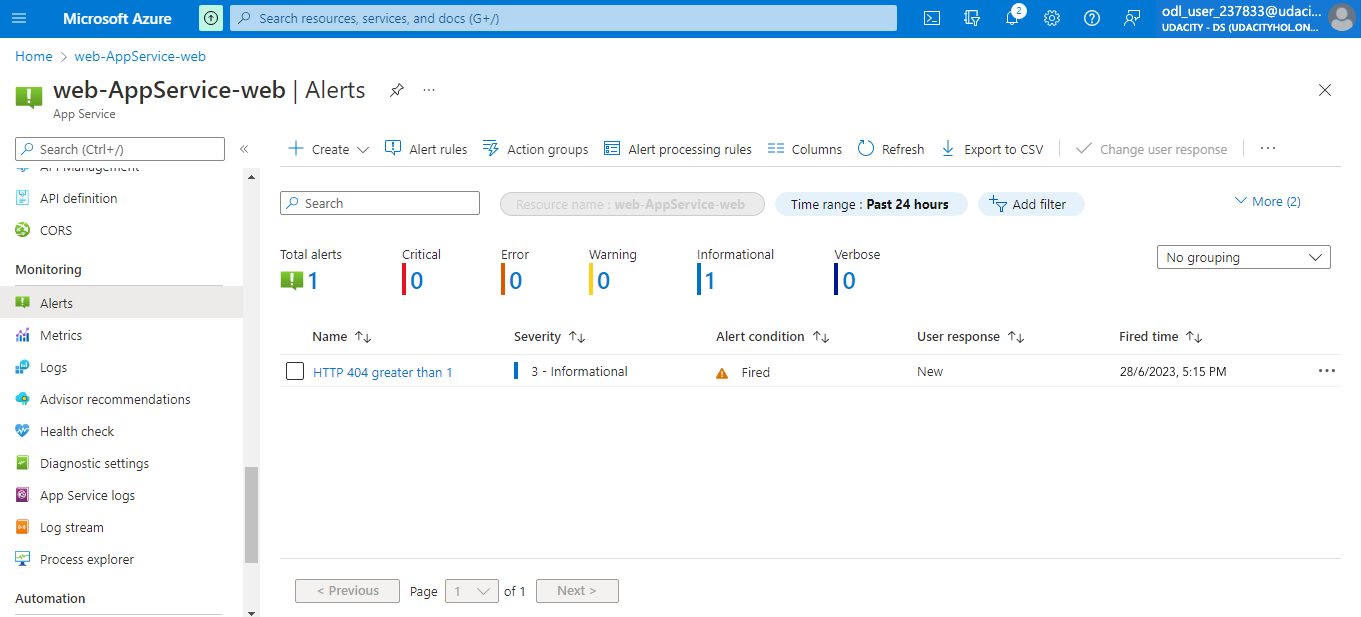 Microsoft Azure
Search resources, services, and docs (G+/)
2
odl_user_237833@udaci...
UDACITY - DS (UDACITYHOL.ON...
Home > web-AppService-web
web-AppService-web | Alerts
App Service
Search (Ctrl+/)
API Management
API definition
CORS
Monitoring
Alerts
Metrics
Logs
Advisor recommendations
Health check
Diagnostic settings
App Service logs
Log stream
Process explorer
Automation
Create Alert rules Action groups Alert processing rules Columns Refresh Export to CSV Change user response
Search
Resource name : web-AppService-web
Time range : Past 24 hours
Add filter
More (2)
Total alerts Critical Error Warning Informational Verbose
1 0 0 0 1 0
No grouping
Name Severity Alert condition User response Fired time
HTTP 404 greater than 1 3 - Informational Fired New 28/6/2023, 5:15 PM
< Previous Page 1 of 1 Next >